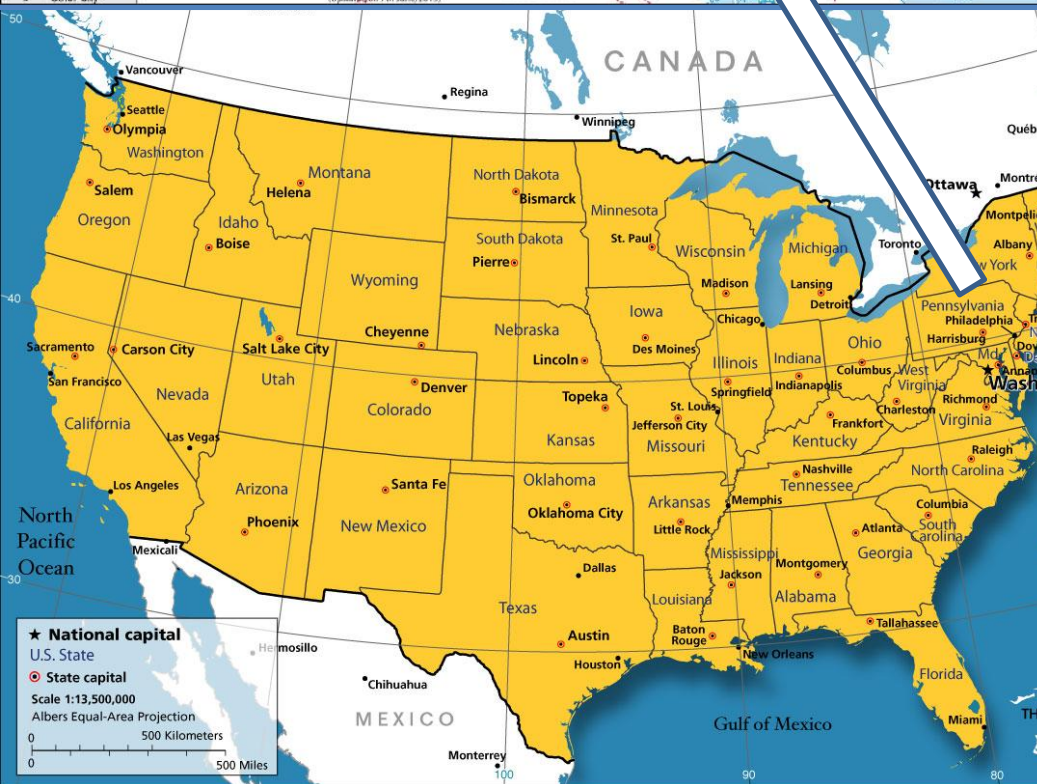 50
CANADA
Vancouver
Regina
Winnipeg
Seattle
Olympia
Washington
Québ
Montana
Helena
North Dakota
Bismarck
Salem
Oregon
Idaho
Boise
Minnesota
St. Paul
South Dakota
Pierre
Wisconsin
Michigan
Ottawa
Montre
Montpeli
Toronto
Albany
w York
Wyoming
Madison
Lansing
Detroit
40
Iowa
Des Moines
Chicago
Pennsylvania
Philadelphia
Harrisburg
Cheyenne
Nebraska
Lincoln
Sacramento
Carson City
Salt Lake City
Ohio
Columbus
Illinois
Indiana
Indianapolis
Springfield
West
Virginia
Md
Wash
San Francisco
Nevada
Utah
Denver
Colorado
Topeka
Kansas
St. Louis
Jefferson City
Missouri
Frankfort
Kentucky
Charleston
Richmond
Virginia
California
Las Vegas
Raleigh
North Carolina
Los Angeles
Arizona
Phoenix
Santa Fe
New Mexico
Oklahoma
Oklahoma City
Arkansas
Little Rock
Memphis
Nashville
Tennessee
Columbia
South
Carolina
Atlanta
Georgia
North
Pacific
Ocean
Mexicali
30
Dallas
Texas
Mississippi
Jackson
Montgomery
Alabama
Louisiana
Baton
Rouge
Tallahassee
Austin
Houston
New Orleans
Florida
Miami
Hermosillo
Chihuahua
MEXICO
Monterrey
Gulf of Mexico
TH
★ National capital
U.S. State
State capital
Scale 1:13,500,000
Albers Equal-Area Projection
0 500 Kilometers
0 500 Miles
100
90
80